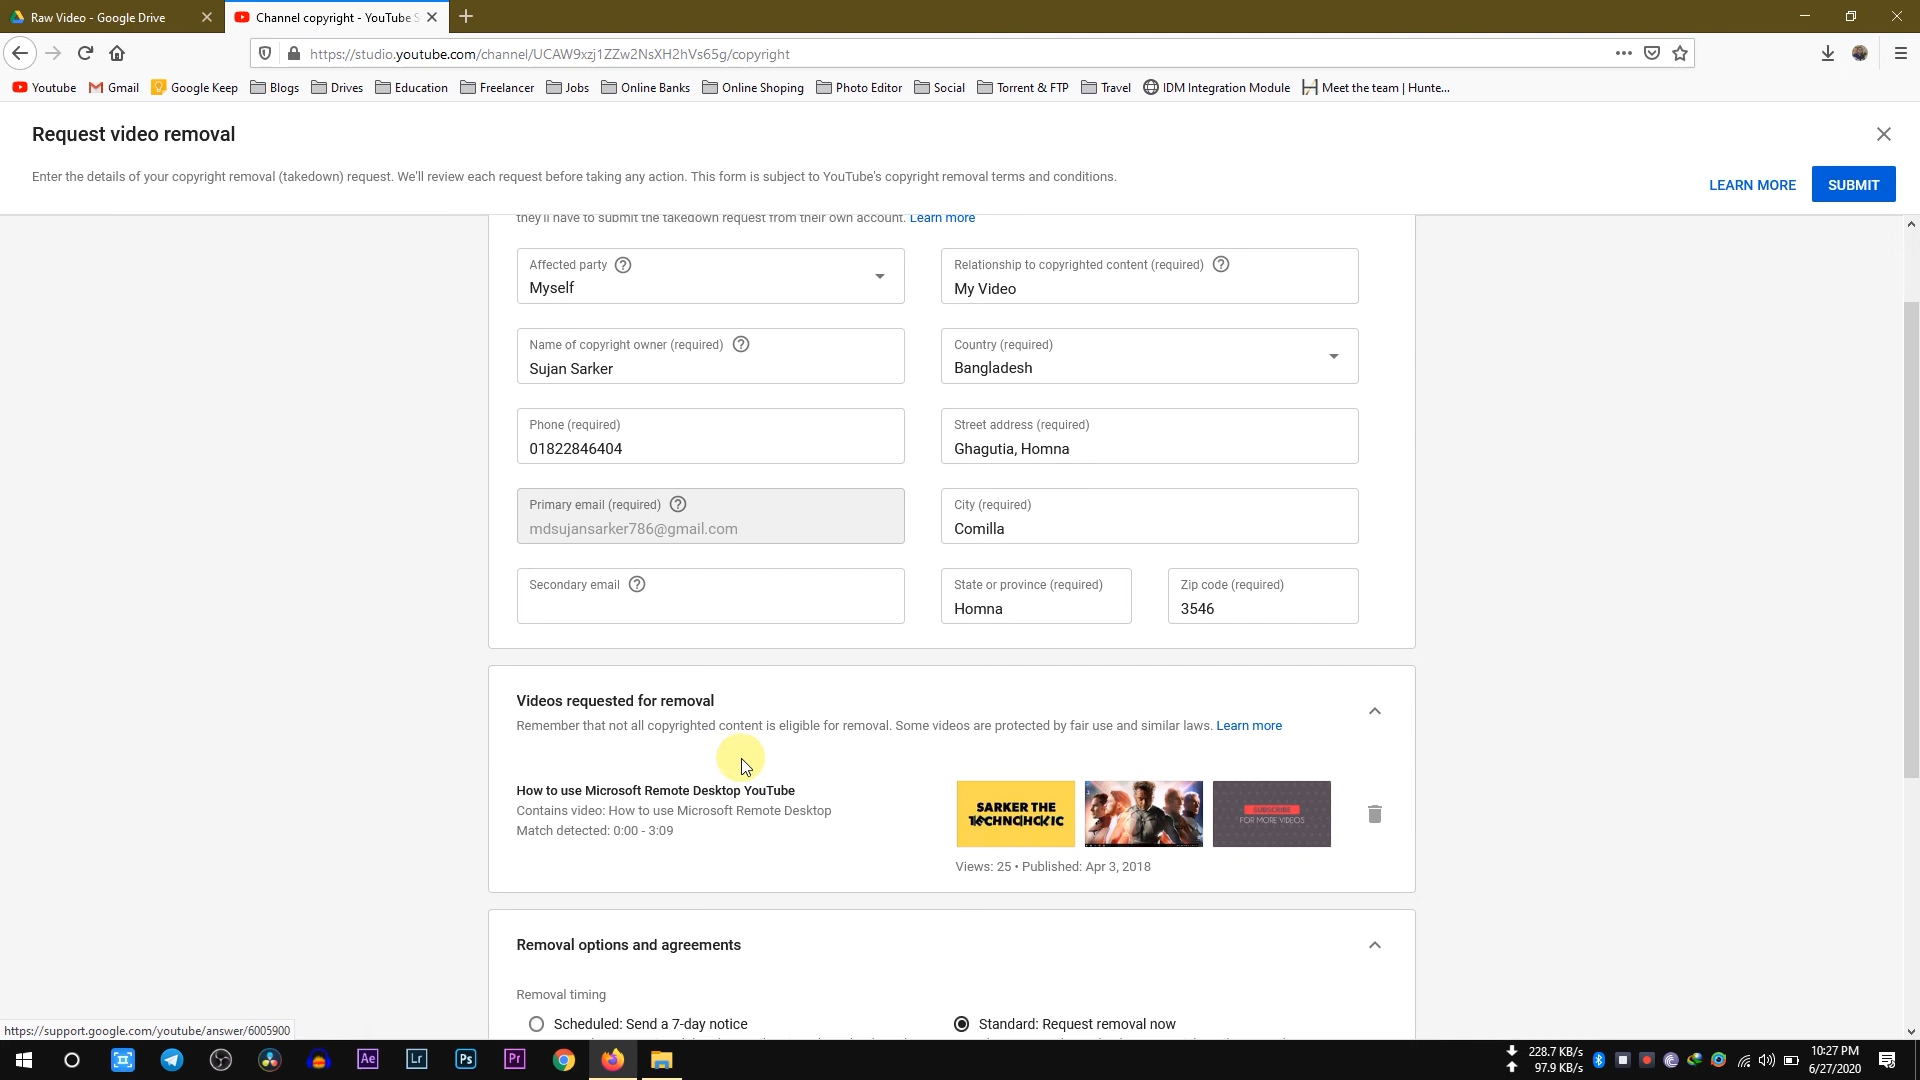 Raw Video - Google Drive
Channel copyright - YouTube S
https://studio.youtube.com/channel/UCAW9xzj1ZZw2NsXH2hVs65g/copyright
Youtube
Gmail
Google Keep
Blogs
Drives
Education
Freelancer
Jobs
Online Banks
Online Shoping
Photo Editor
Social
Torrent & FTP
Travel
IDM Integration Module
Meet the team | Hunte...
Request video removal
Enter the details of your copyright removal (takedown) request. We'll review each request before taking any action. This form is subject to YouTube's copyright removal terms and conditions.
LEARN MORE
SUBMIT
they'll have to submit the takedown request from their own account. Learn more
Affected party
Myself
Relationship to copyrighted content (required)
My Video
Name of copyright owner (required)
Sujan Sarker
Country (required)
Bangladesh
Phone (required)
01822846404
Street address (required)
Ghagutia, Homna
Primary email (required)
mdsujansarker786@gmail.com
City (required)
Comilla
Secondary email
State or province (required)
Homna
Zip code (required)
3546
Videos requested for removal
Remember that not all copyrighted content is eligible for removal. Some videos are protected by fair use and similar laws. Learn more
How to use Microsoft Remote Desktop YouTube
Contains video: How to use Microsoft Remote Desktop
Match detected: 0:00 - 3:09
SARKER THE
SUBSCRIBE
FOR MORE VIDEOS
Views: 25 • Published: Apr 3, 2018
Removal options and agreements
Removal timing
Scheduled: Send a 7-day notice
Standard: Request removal now
https://support.google.com/youtube/answer/6005900
Ae
Lr
Ps
Pr
228.7 KB/s
97.9 KB/s
10:27 PM
6/27/2020